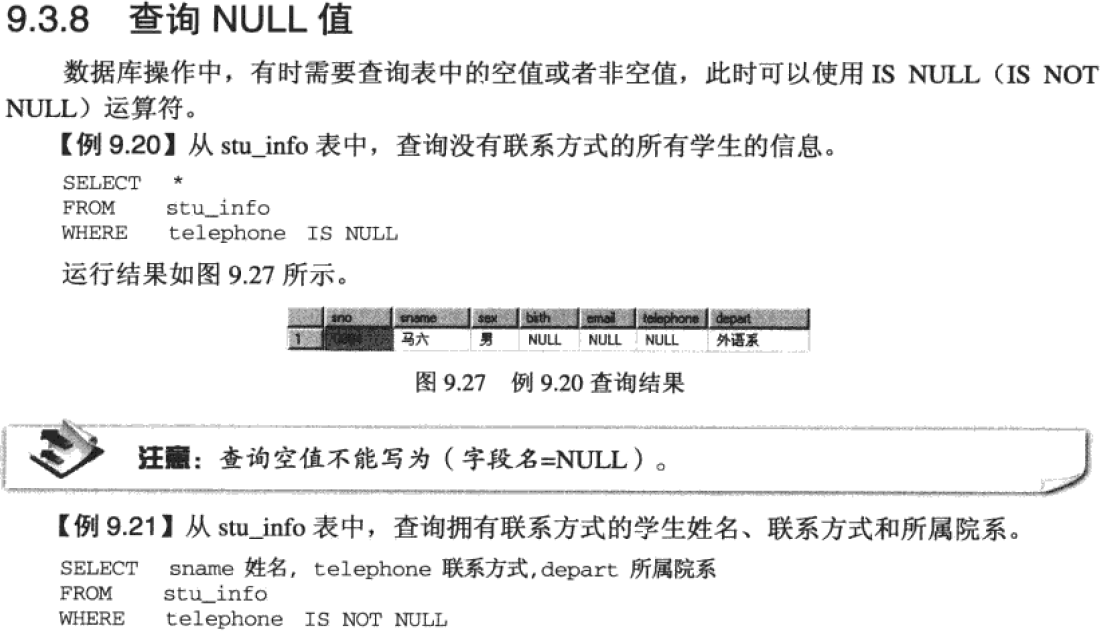 9.3.8 查询 NULL 值
数据库操作中，有时需要查询表中的空值或者非空值，此时可以使用 IS NULL（IS NOT
NULL）运算符。
【例 9.20】从 stu_info 表中，查询没有联系方式的所有学生的信息。
SELECT *
FROM stu_info
WHERE telephone IS NULL
运行结果如图 9.27 所示。
sno sname sex birth email telephone depart
1 马六 男 NULL NULL NULL 外语系
图 9.27 例 9.20 查询结果
注意：查询空值不能写为（字段名=NULL）。
【例 9.21】从 stu_info 表中，查询拥有联系方式的学生姓名、联系方式和所属院系。
SELECT sname 姓名, telephone 联系方式,depart 所属院系
FROM stu_info
WHERE telephone IS NOT NULL